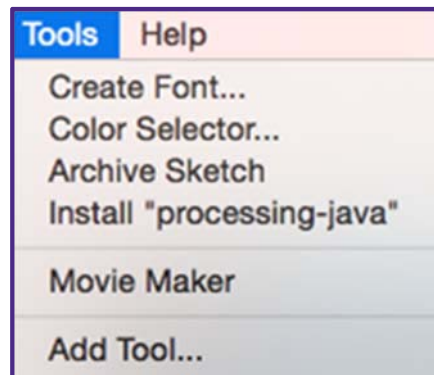 Tools Help
Create Font...
Color Selector...
Archive Sketch
Install "processing-java"
Movie Maker
Add Tool...